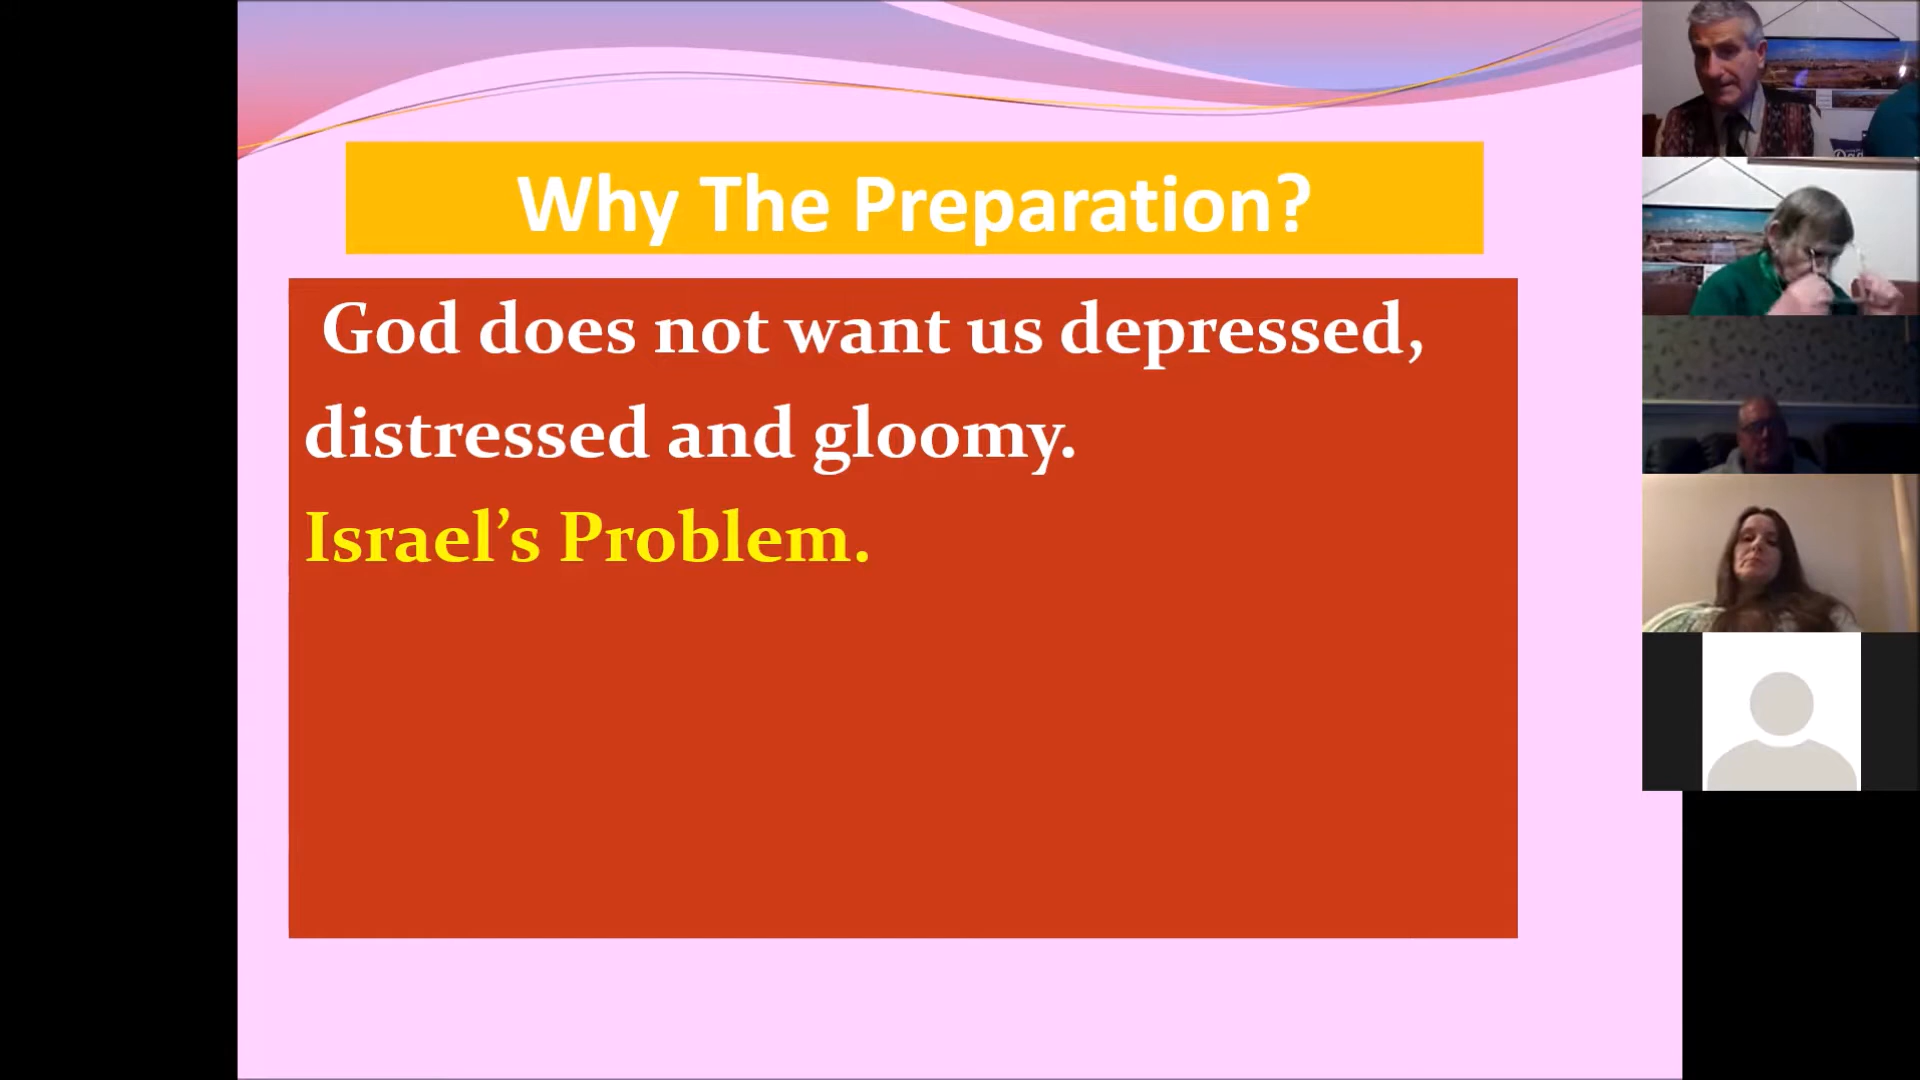 Why The Preparation?
God does not want us depressed,
distressed and gloomy.
Israel’s Problem.